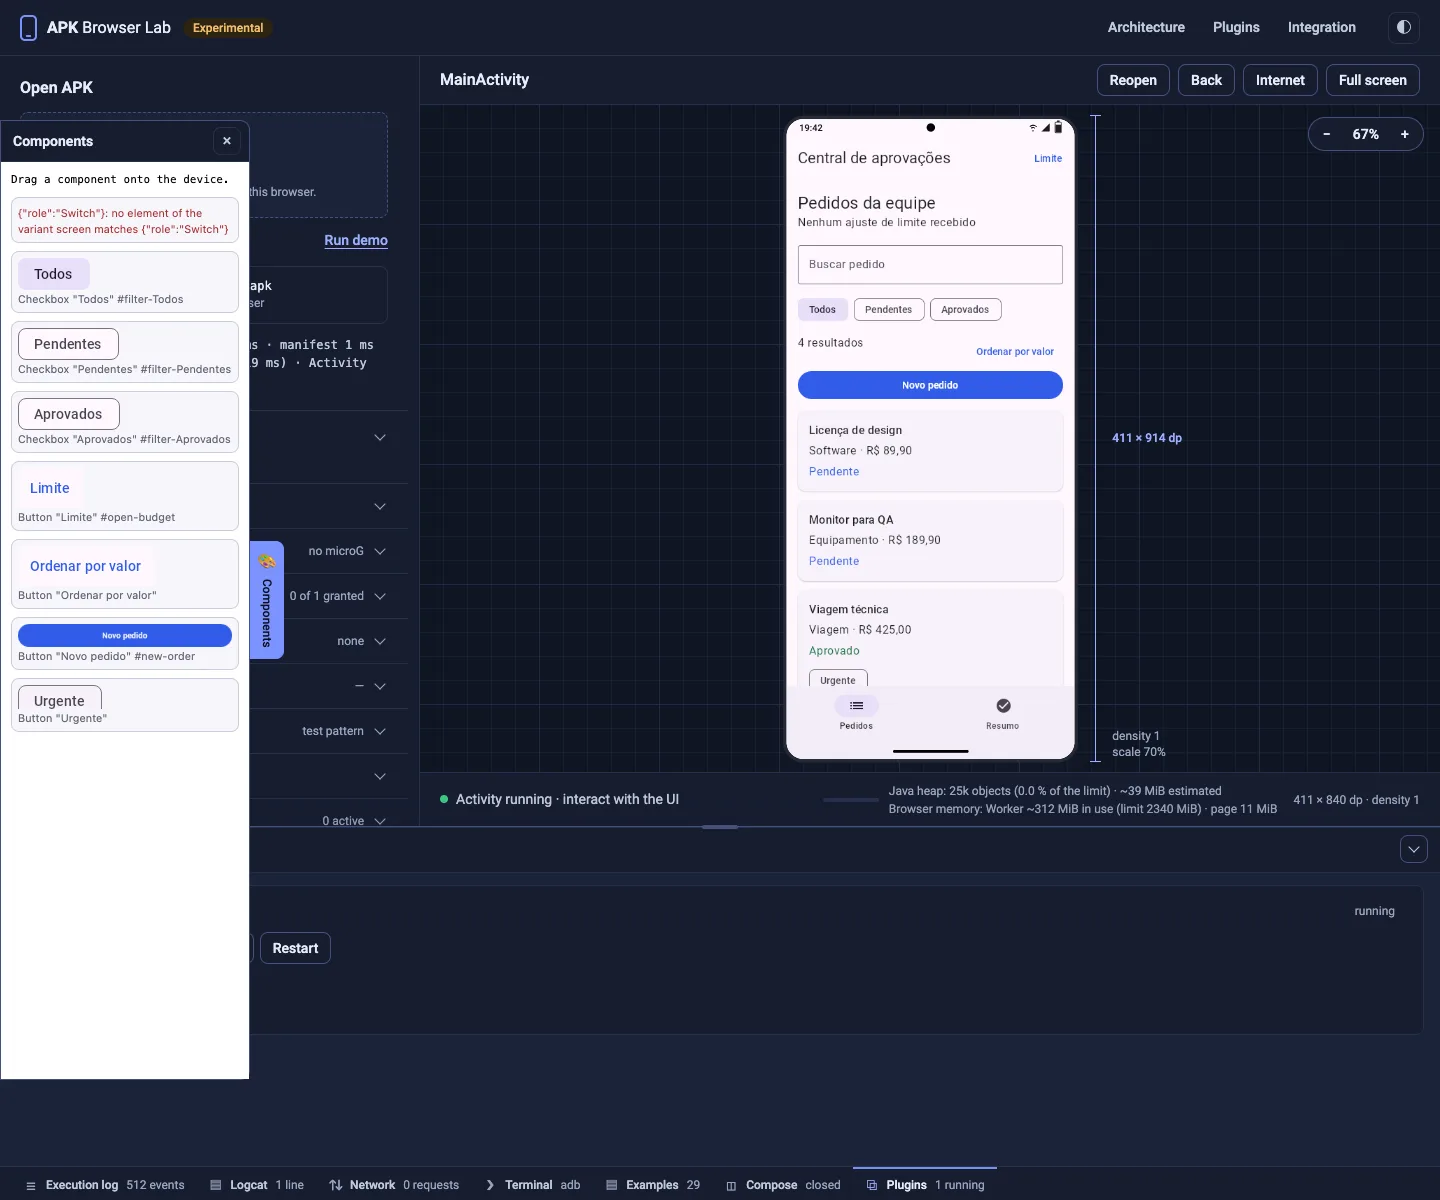 APK Browser Lab Experimental
Architecture Plugins Integration
Open APK
MainActivity
Reopen Back Internet Full screen
this browser.
Run demo
apk
ser
ns · manifest 1 ms
9 ms) · Activity
no microG
0 of 1 granted
none
—
test pattern
0 active
Components ×
Drag a component onto the device.
{"role":"Switch"}: no element of the
variant screen matches {"role":"Switch"}
Todos
Checkbox "Todos" #filter-Todos
Pendentes
Checkbox "Pendentes" #filter-Pendentes
Aprovados
Checkbox "Aprovados" #filter-Aprovados
Limite
Button "Limite" #open-budget
Ordenar por valor
Button "Ordenar por valor"
Novo pedido
Button "Novo pedido" #new-order
Urgente
Button "Urgente"
Components
19:42
Central de aprovações Limite
Pedidos da equipe
Nenhum ajuste de limite recebido
Buscar pedido
Todos Pendentes Aprovados
4 resultados
Ordenar por valor
Novo pedido
Licença de design
Software · R$ 89,90
Pendente
Monitor para QA
Equipamento · R$ 189,90
Pendente
Viagem técnica
Viagem · R$ 425,00
Aprovado
Urgente
Pedidos Resumo
− 67% +
411 × 914 dp
density 1
scale 70%
Activity running · interact with the UI
Java heap: 25k objects (0.0 % of the limit) · ~39 MiB estimated
Browser memory: Worker ~312 MiB in use (limit 2340 MiB) · page 11 MiB
411 × 840 dp · density 1
running
Restart
Execution log 512 events Logcat 1 line Network 0 requests Terminal adb Examples 29 Compose closed Plugins 1 running